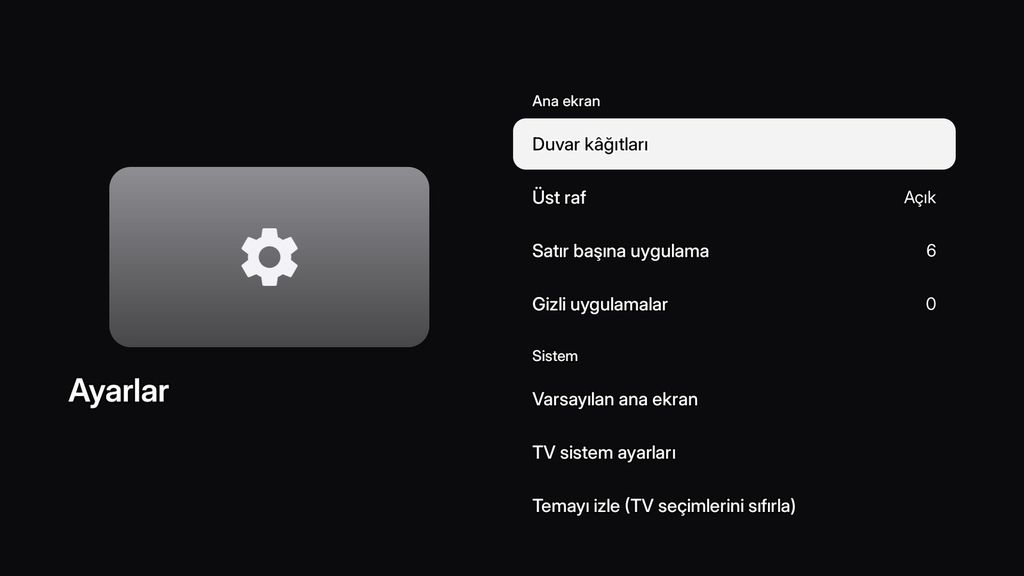 Ayarlar
Ana ekran
Duvar kâğıtları
Üst raf Açık
Satır başına uygulama 6
Gizli uygulamalar 0
Sistem
Varsayılan ana ekran
TV sistem ayarları
Temayı izle (TV seçimlerini sıfırla)